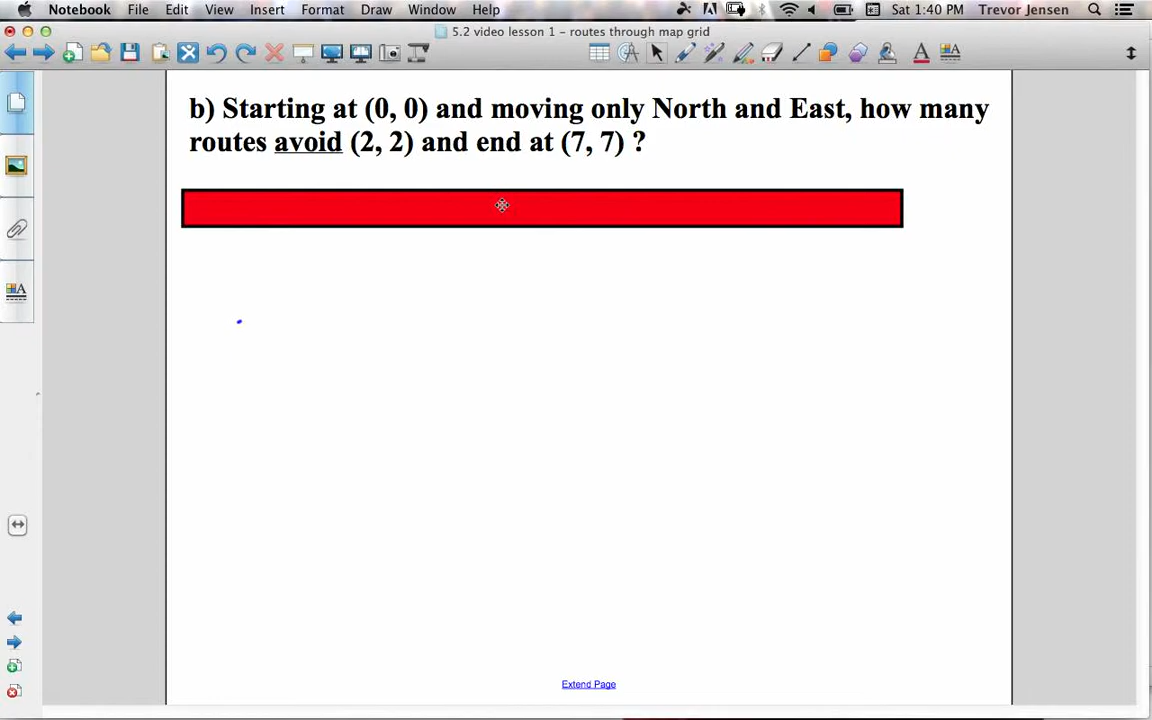 Notebook File Edit View Insert Format Draw Window Help Sat 1:40 PM Trevor Jensen
5.2 video lesson 1 – routes through map grid
b) Starting at (0, 0) and moving only North and East, how many
routes avoid (2, 2) and end at (7, 7) ?
Extend Page